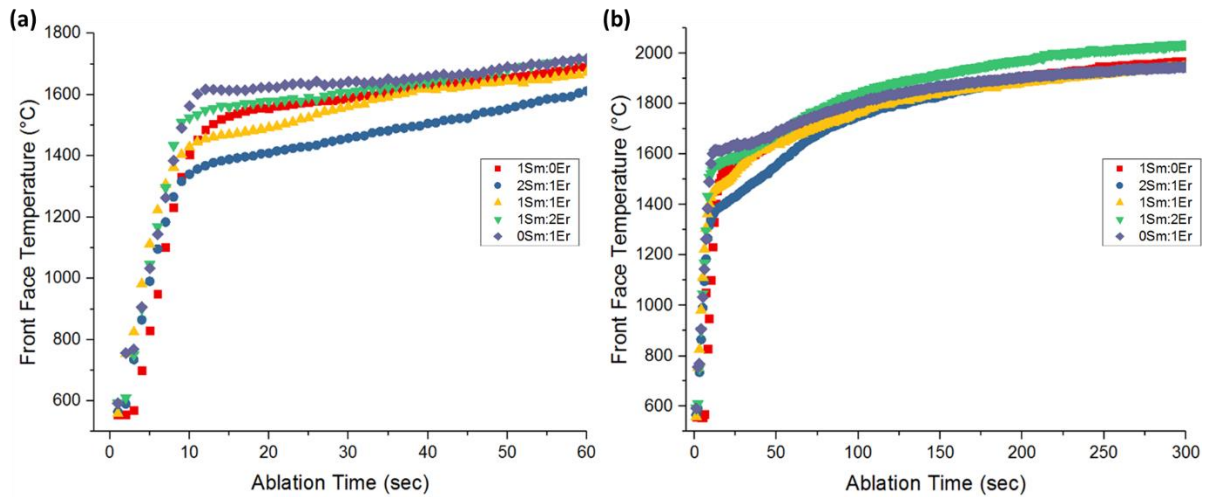 (a)
1800
1600
1400
1200
1000
800
600
Front Face Temperature (°C)
0
10
20
30
40
50
60
Ablation Time (sec)
1Sm:0Er
2Sm:1Er
1Sm:1Er
1Sm:2Er
0Sm:1Er
(b)
2000
1800
1600
1400
1200
1000
800
600
Front Face Temperature (°C)
0
50
100
150
200
250
300
Ablation Time (sec)
1Sm:0Er
2Sm:1Er
1Sm:1Er
1Sm:2Er
0Sm:1Er